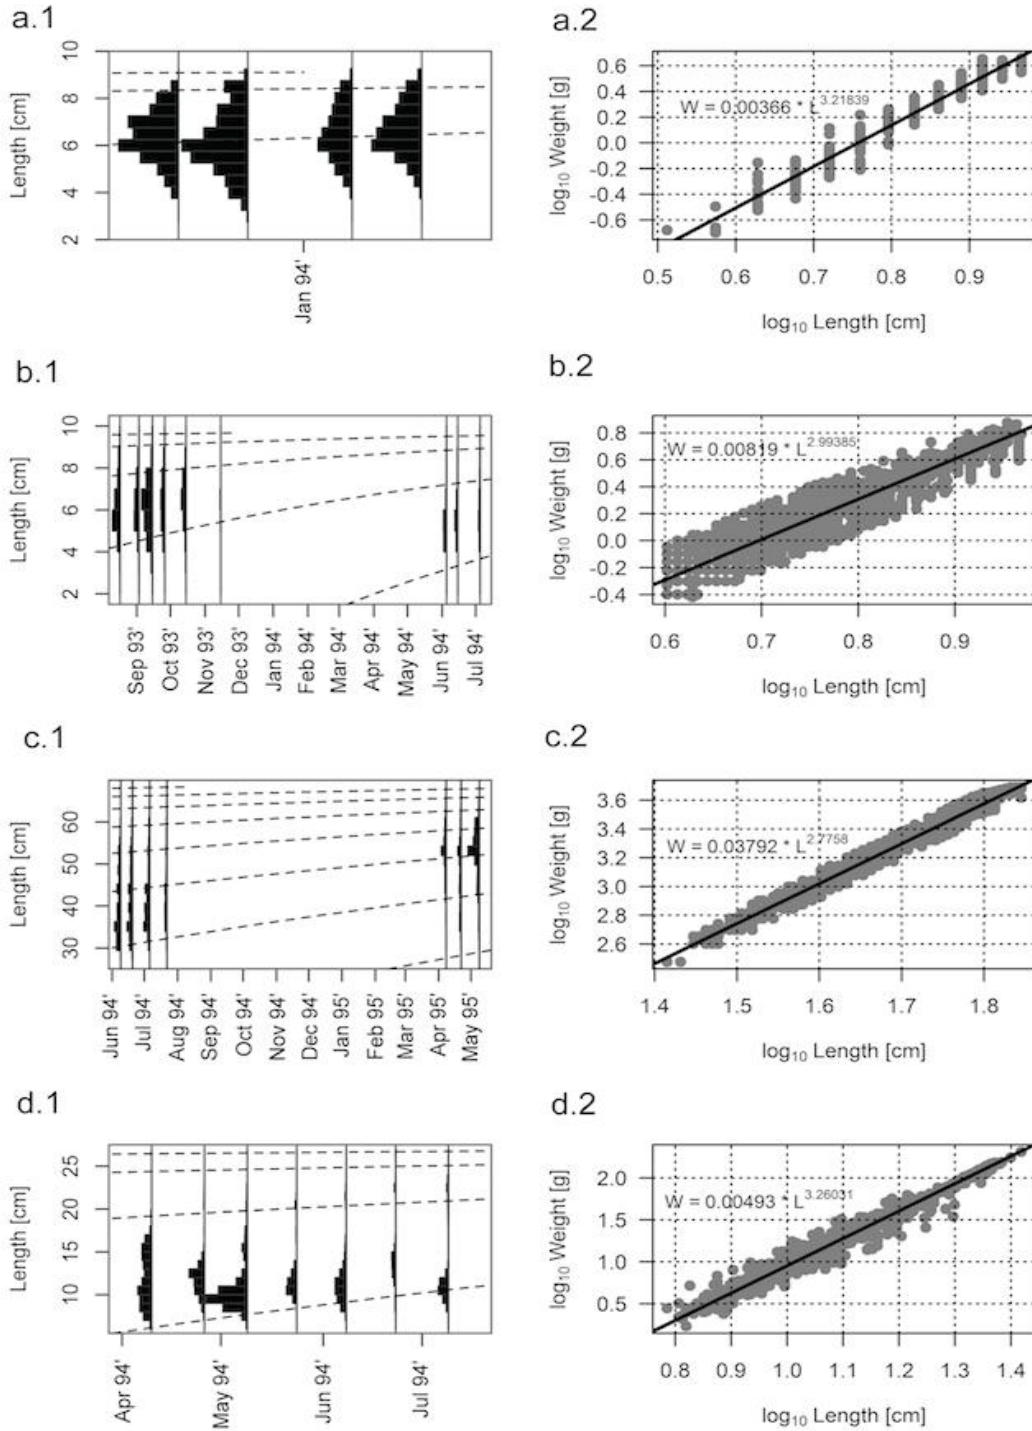 a.1
a.2
Length [cm]
10
8
6
4
2
Jan 94'
log10 Weight [g]
0.6
0.4
0.2
0.0
-0.2
-0.4
-0.6
W = 0.00366 * L^3.21839
0.5 0.6 0.7 0.8 0.9
log10 Length [cm]
b.1
b.2
Length [cm]
10
8
6
4
2
Sep 93' Oct 93' Nov 93' Dec 93' Jan 94' Feb 94' Mar 94' Apr 94' May 94' Jun 94' Jul 94'
log10 Weight [g]
0.8
0.6
0.4
0.2
0.0
-0.2
-0.4
W = 0.00819 * L^2.99385
0.6 0.7 0.8 0.9
log10 Length [cm]
c.1
c.2
Length [cm]
60
50
40
30
Jun 94' Jul 94' Aug 94' Sep 94' Oct 94' Nov 94' Dec 94' Jan 95' Feb 95' Mar 95' Apr 95' May 95'
log10 Weight [g]
3.6
3.4
3.2
3.0
2.8
2.6
W = 0.03792 * L^2.7758
1.4 1.5 1.6 1.7 1.8
log10 Length [cm]
d.1
d.2
Length [cm]
25
20
15
10
Apr 94' May 94' Jun 94' Jul 94'
log10 Weight [g]
2.0
1.5
1.0
0.5
W = 0.00493 * L^3.26031
0.8 0.9 1.0 1.1 1.2 1.3 1.4
log10 Length [cm]